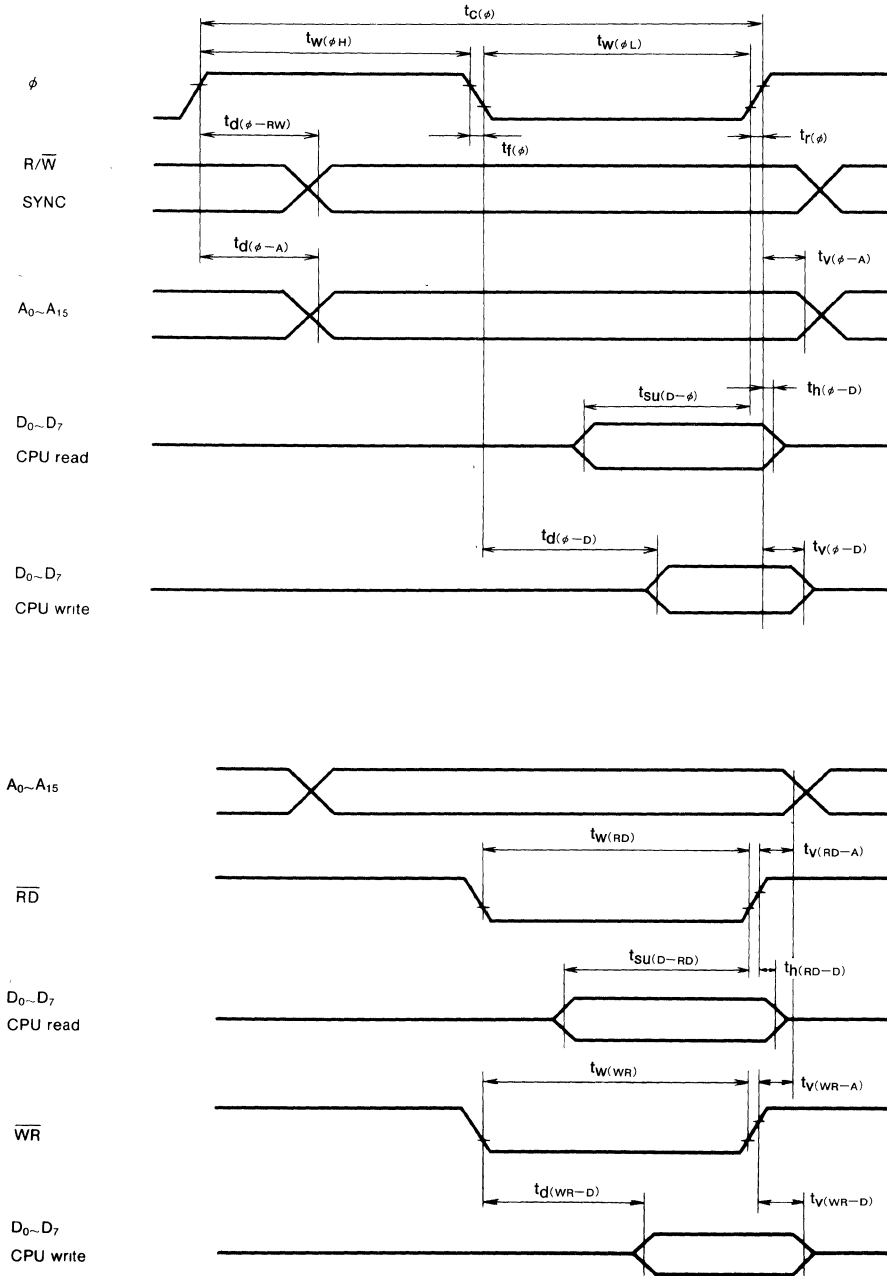 tC(ϕ)
tW(ϕH)
tW(ϕL)
ϕ
td(ϕ−RW)
tf(ϕ)
tr(ϕ)
R/W̅
SYNC
td(ϕ−A)
tV(ϕ−A)
A₀~A₁₅
tsu(D−ϕ)
th(ϕ−D)
D₀~D₇
CPU read
td(ϕ−D)
tV(ϕ−D)
D₀~D₇
CPU write
A₀~A₁₅
tW(RD)
tV(RD−A)
R̅D̅
tsu(D−RD)
th(RD−D)
D₀~D₇
CPU read
tW(WR)
tV(WR−A)
W̅R̅
td(WR−D)
tV(WR−D)
D₀~D₇
CPU write